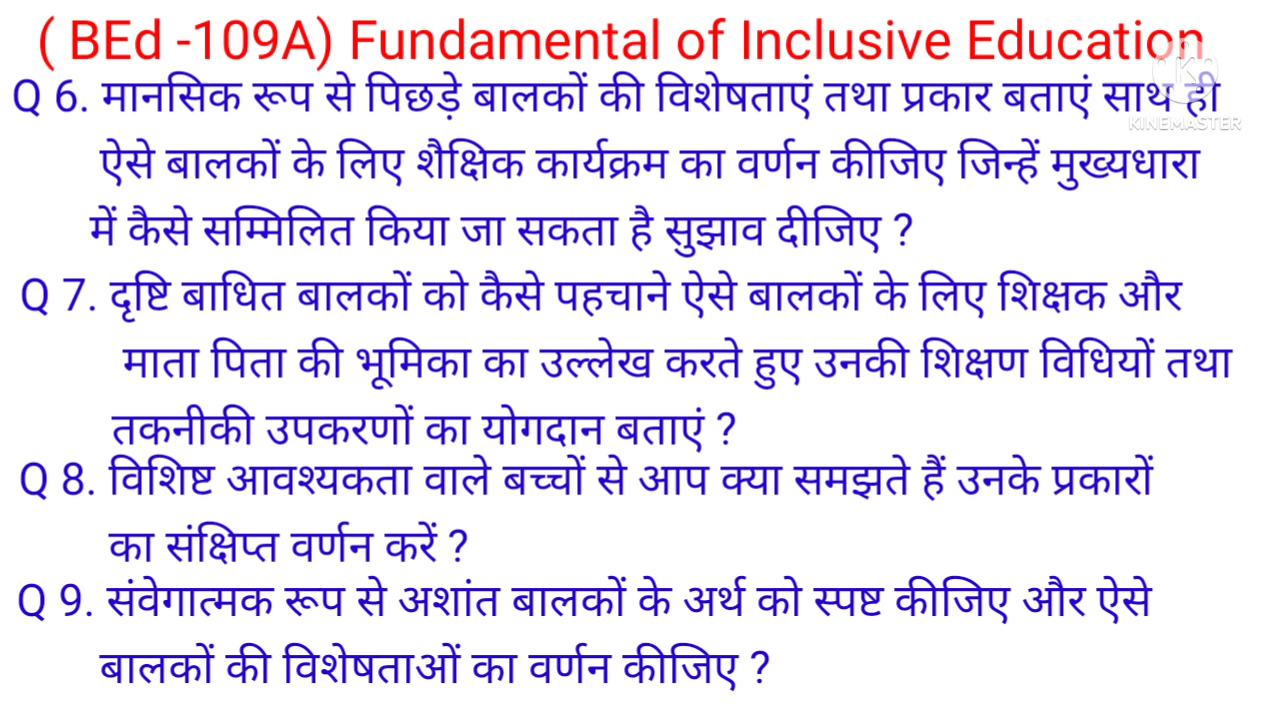 ( BEd -109A) Fundamental of Inclusive Education
Q 6. मानसिक रूप से पिछड़े बालकों की विशेषताएं तथा प्रकार बताएं साथ ही
KINEMASTER
ऐसे बालकों के लिए शैक्षिक कार्यक्रम का वर्णन कीजिए जिन्हें मुख्यधारा
में कैसे सम्मिलित किया जा सकता है सुझाव दीजिए ?
Q 7. दृष्टि बाधित बालकों को कैसे पहचाने ऐसे बालकों के लिए शिक्षक और
माता पिता की भूमिका का उल्लेख करते हुए उनकी शिक्षण विधियों तथा
तकनीकी उपकरणों का योगदान बताएं ?
Q 8. विशिष्ट आवश्यकता वाले बच्चों से आप क्या समझते हैं उनके प्रकारों
का संक्षिप्त वर्णन करें ?
Q 9. संवेगात्मक रूप से अशांत बालकों के अर्थ को स्पष्ट कीजिए और ऐसे
बालकों की विशेषताओं का वर्णन कीजिए ?